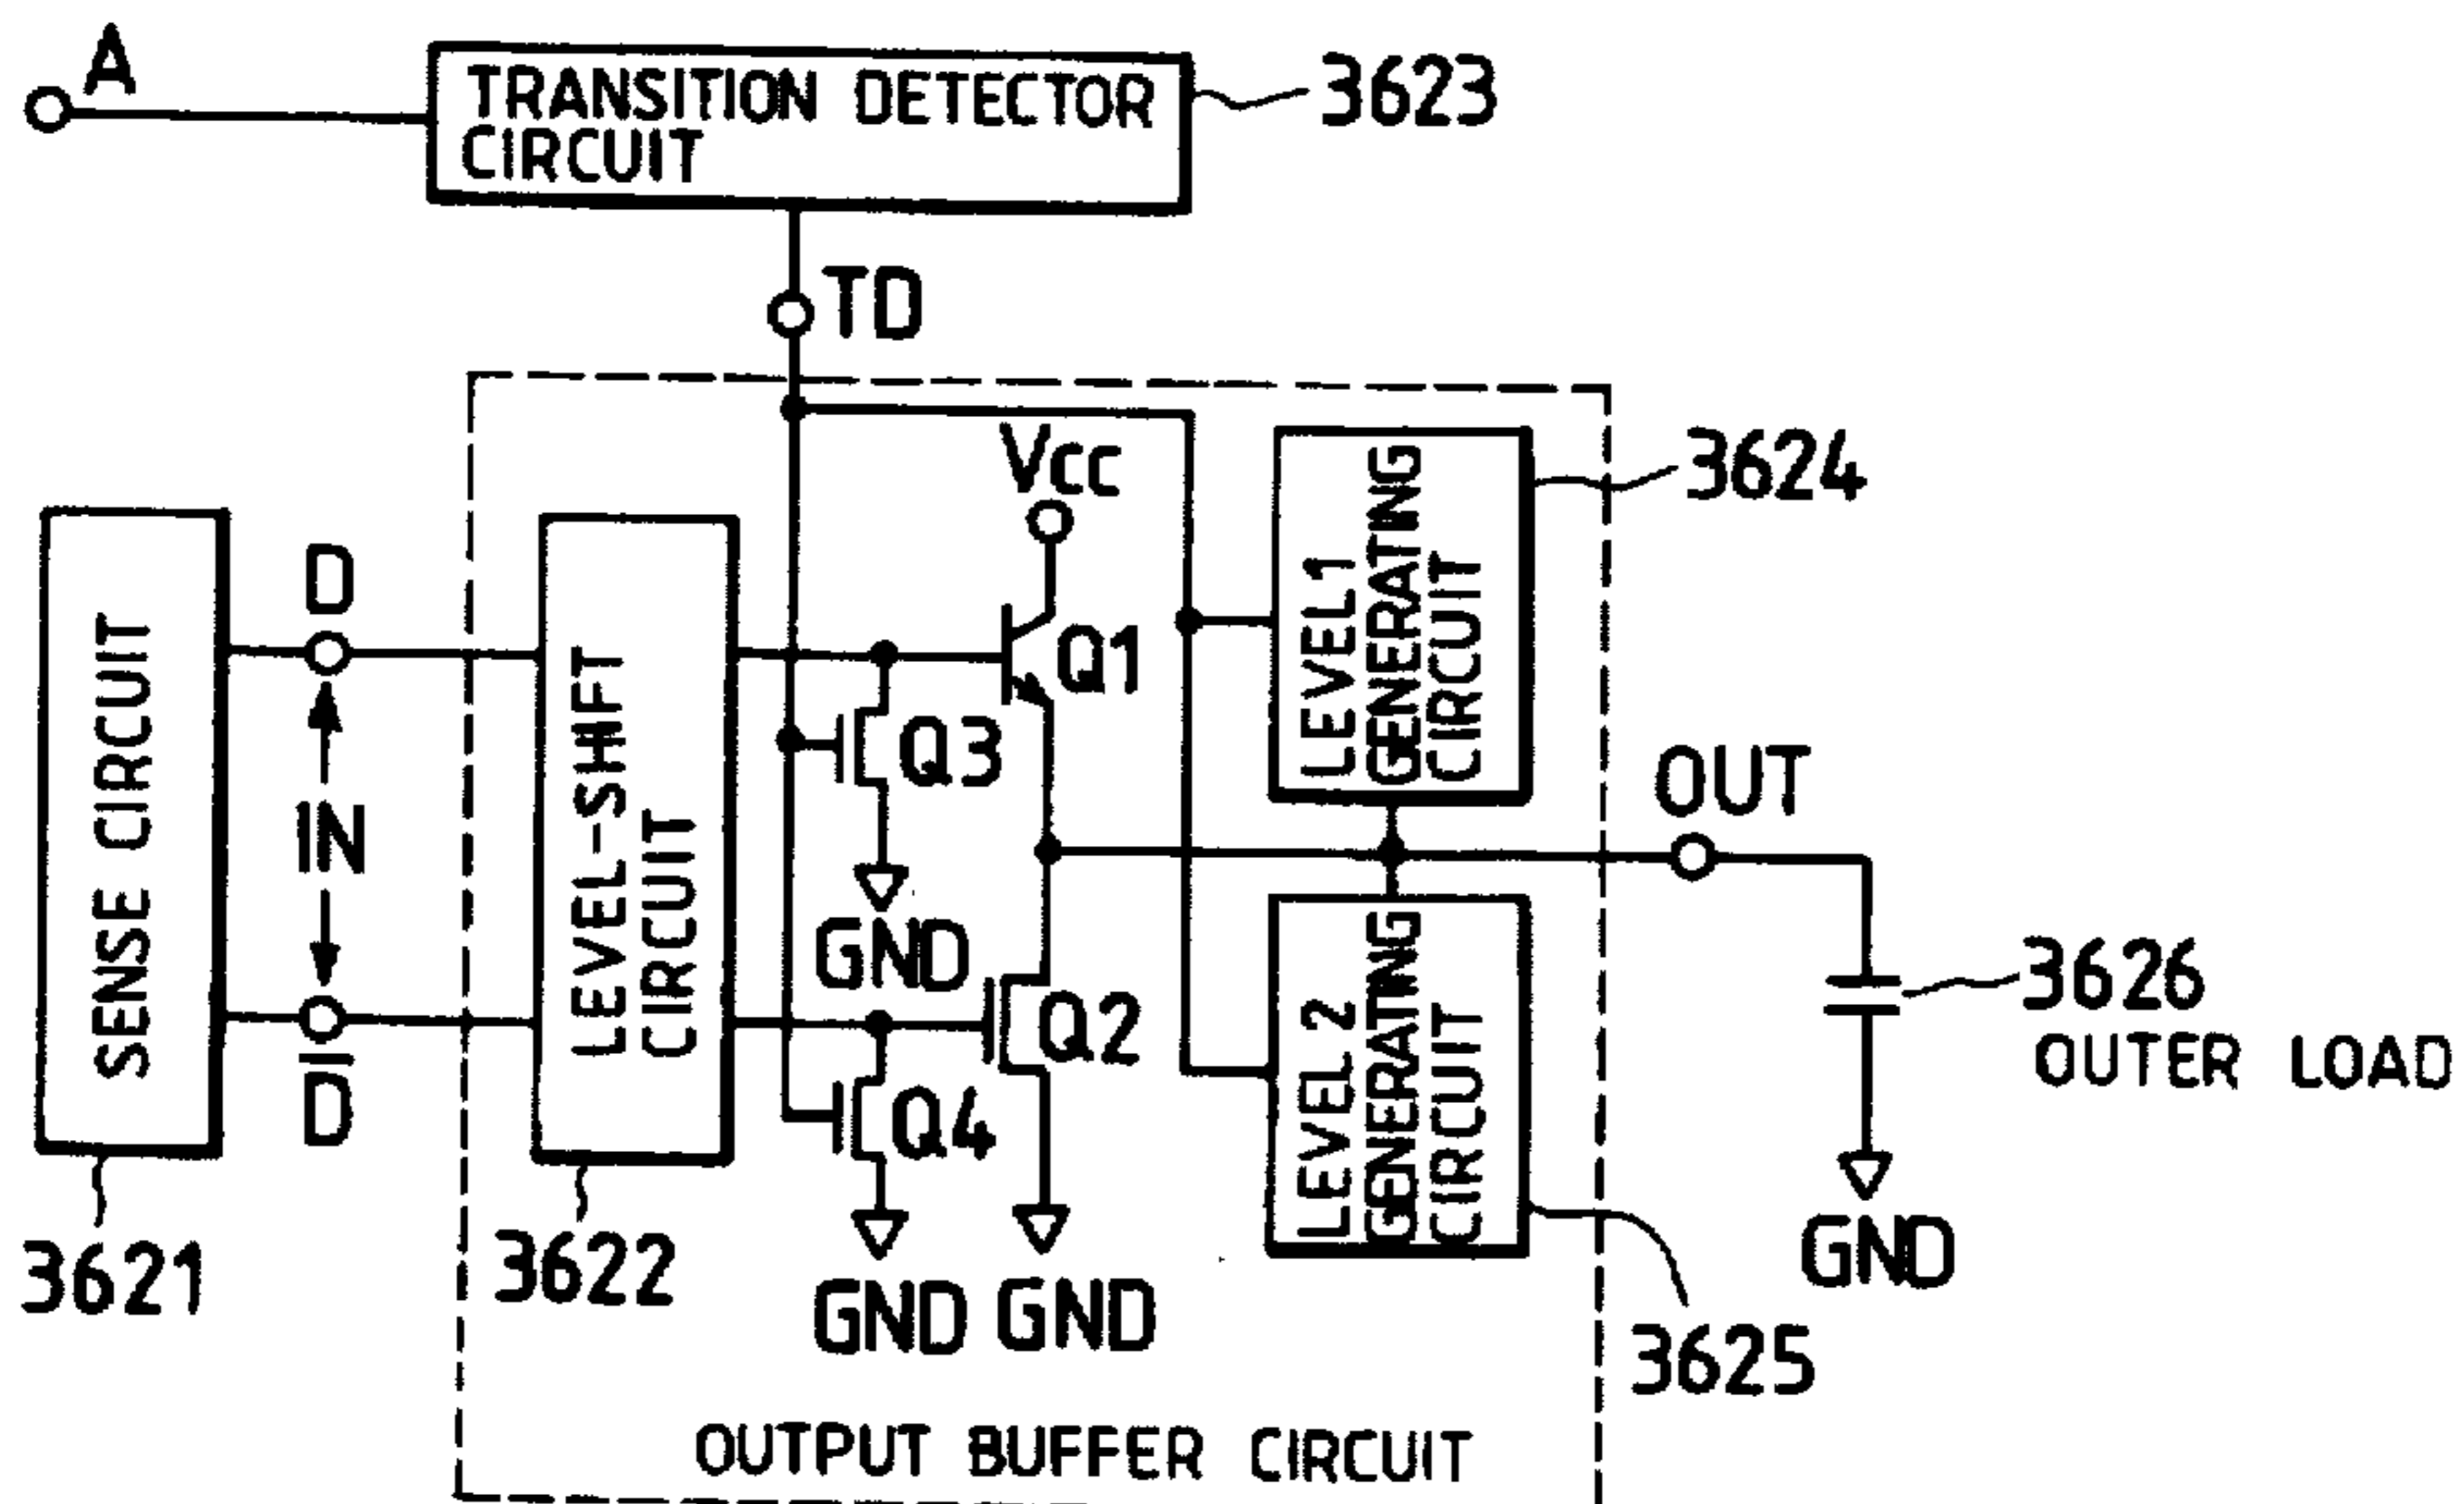 A
TRANSITION DETECTOR
CIRCUIT
3623
TD
Vcc
3624
LEVEL1
GENERATING
CIRCUIT
SENSE CIRCUIT
D
IN
D̅
LEVEL-SHIFT
CIRCUIT
Q1
Q3
GND
Q2
Q4
GND
GND
OUT
LEVEL 2
GENERATING
CIRCUIT
3626
OUTER LOAD
GND
3621
3622
3625
OUTPUT BUFFER CIRCUIT